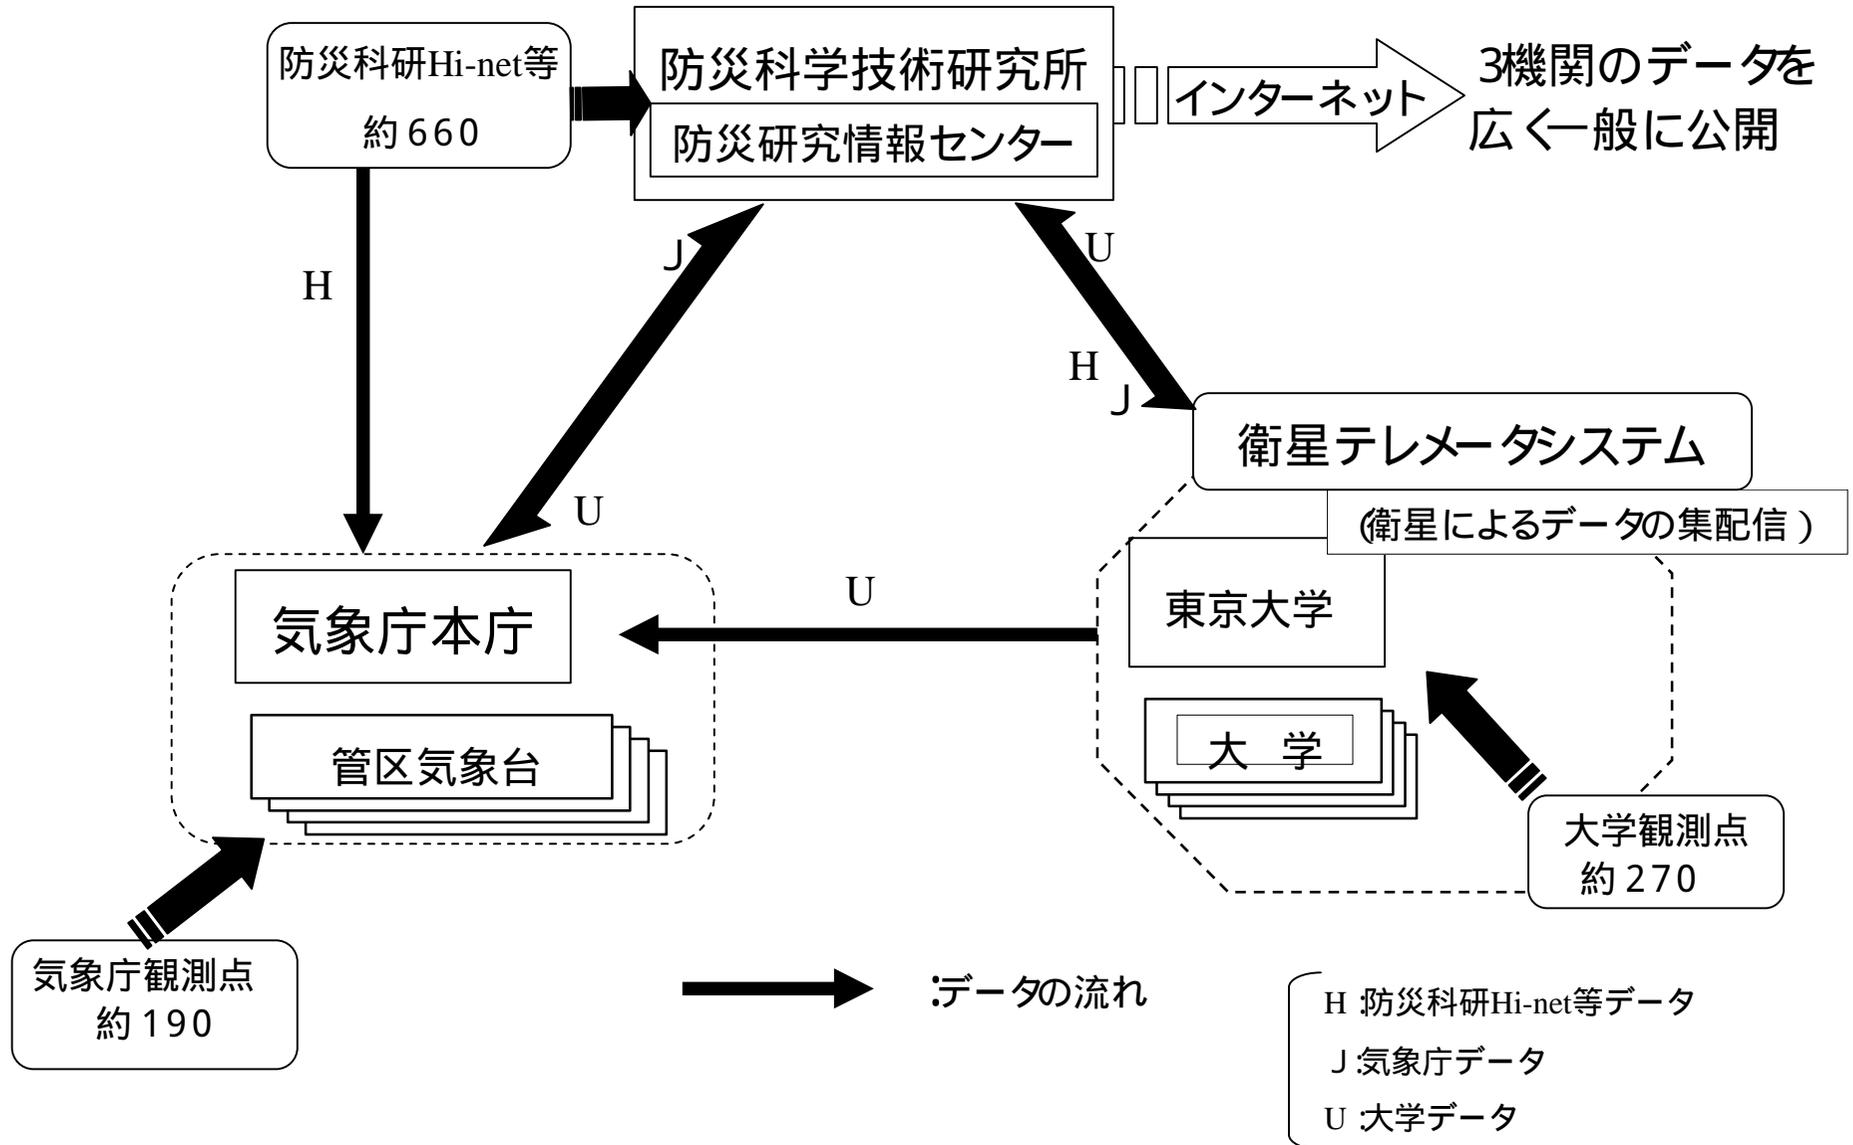 防災科研Hi-net等
約660
防災科学技術研究所
防災研究情報センター
インターネット
3機関のデータを
広く一般に公開
H
J
U
U
H
J
衛星テレメータシステム
(衛星によるデータの集配信)
U
気象庁本庁
管区気象台
東京大学
大 学
大学観測点
約270
気象庁観測点
約190
:データの流れ
H:防災科研Hi-net等データ
J:気象庁データ
U:大学データ